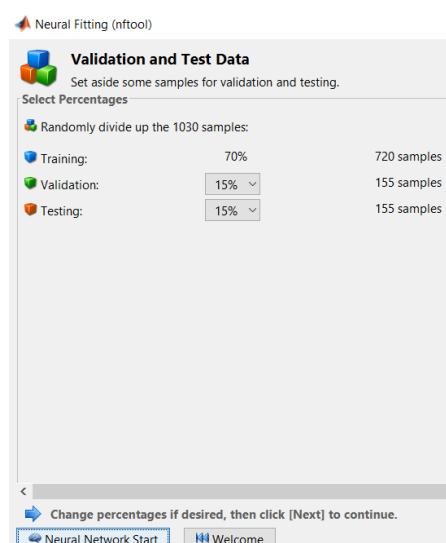 Neural Fitting (nftool)
Validation and Test Data
Set aside some samples for validation and testing.
Select Percentages
Randomly divide up the 1030 samples:
Training: 70% 720 samples
Validation: 15% 155 samples
Testing: 15% 155 samples
Change percentages if desired, then click [Next] to continue.
Neural Network Start Welcome